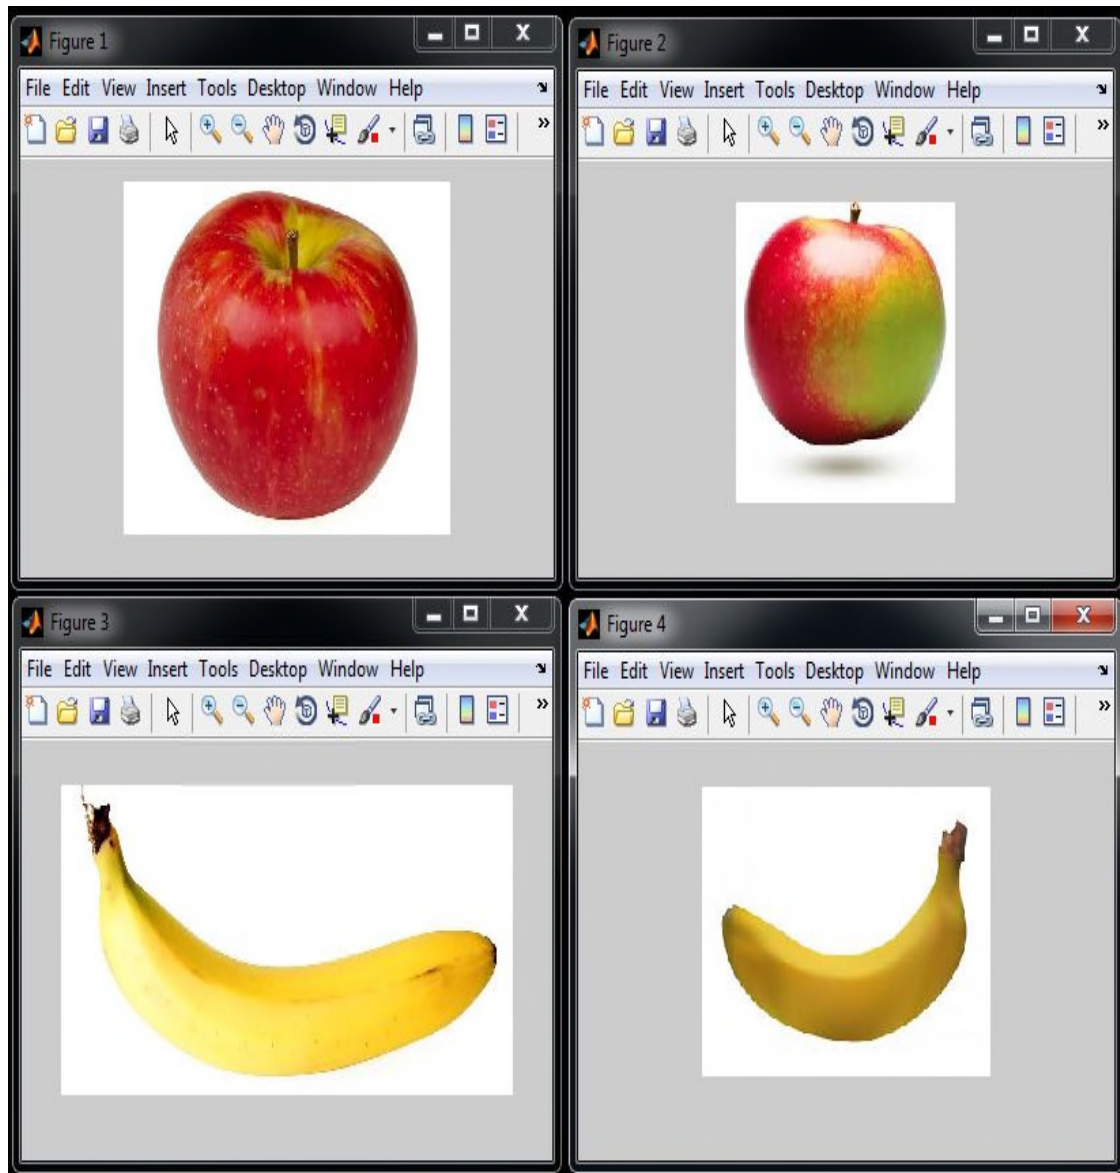 Figure 1
File Edit View Insert Tools Desktop Window Help
Figure 2
File Edit View Insert Tools Desktop Window Help
Figure 3
File Edit View Insert Tools Desktop Window Help
Figure 4
File Edit View Insert Tools Desktop Window Help